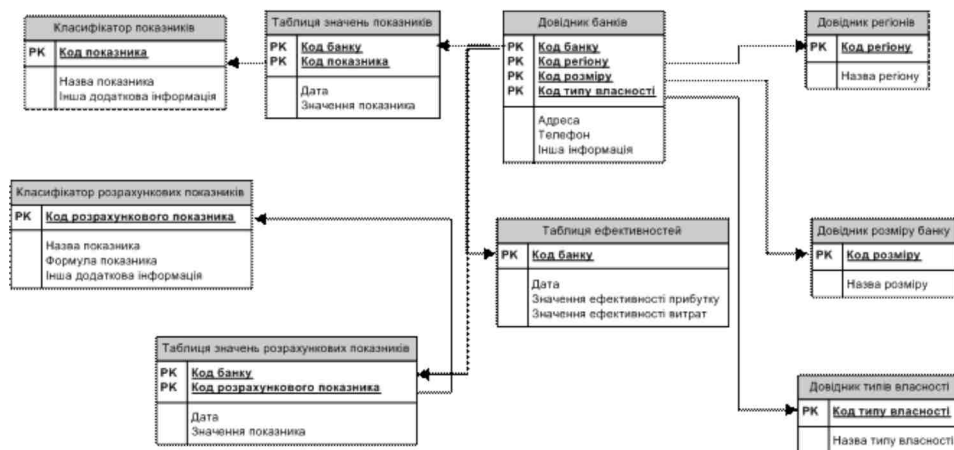 Класифікатор показників
PK Код показника
Назва показника
Інша додаткова інформація
Таблиця значень показників
PK Код банку
PK Код показника
Дата
Значення показника
Довідник банків
PK Код банку
PK Код регіону
PK Код розміру
PK Код типу власності
Адреса
Телефон
Інша інформація
Довідник регіонів
PK Код регіону
Назва регіону
Класифікатор розрахункових показників
PK Код розрахункового показника
Назва показника
Формула показника
Інша додаткова інформація
Таблиця ефективностей
PK Код банку
Дата
Значення ефективності прибутку
Значення ефективності витрат
Довідник розміру банку
PK Код розміру
Назва розміру
Таблиця значень розрахункових показників
PK Код банку
PK Код розрахункового показника
Дата
Значення показника
Довідник типів власності
PK Код типу власності
Назва типу власності